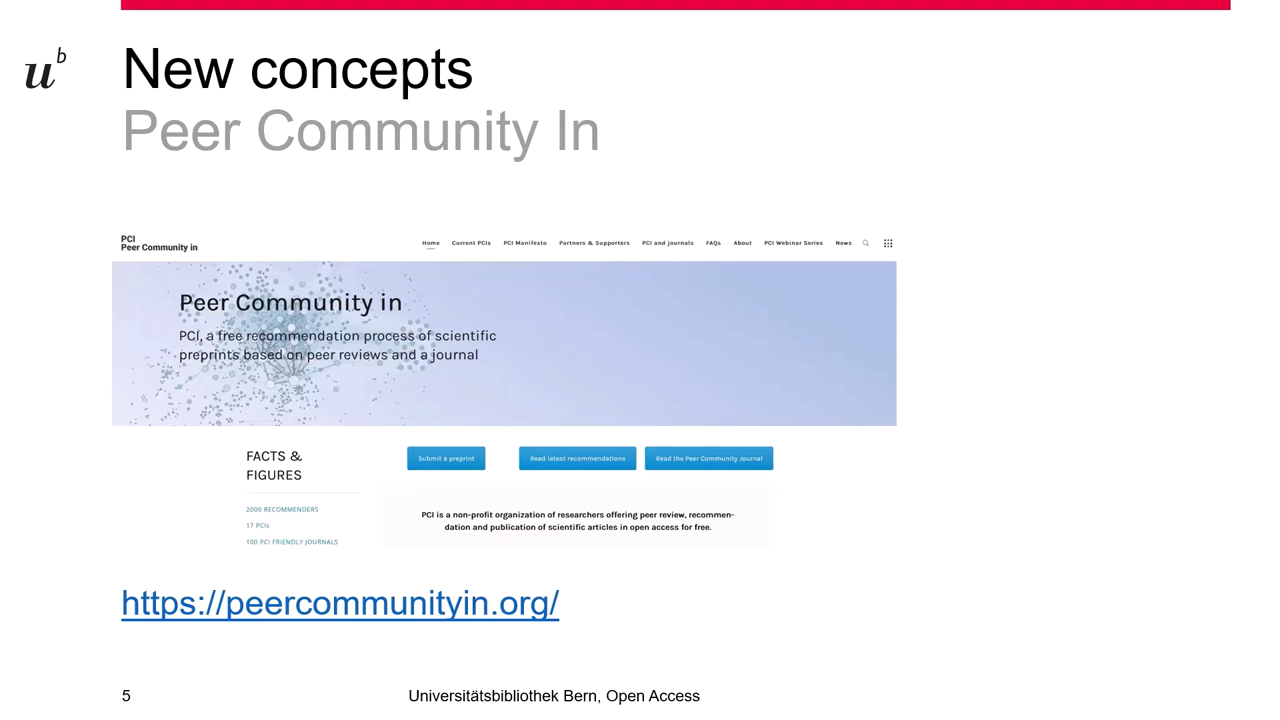 u b
New concepts
Peer Community In
PCI
Peer Community in
Home Current PCIs PCI Manifesto Partners & Supporters PCI and journals FAQs About PCI Webinar Series News
Peer Community in
PCI, a free recommendation process of scientific
preprints based on peer reviews and a journal
FACTS &
FIGURES
2000 RECOMMENDERS
17 PCIs
100 PCI FRIENDLY JOURNALS
Submit a preprint Read latest recommendations Read the Peer Community Journal
PCI is a non-profit organization of researchers offering peer review, recommen-
dation and publication of scientific articles in open access for free.
https://peercommunityin.org/
5 Universitätsbibliothek Bern, Open Access